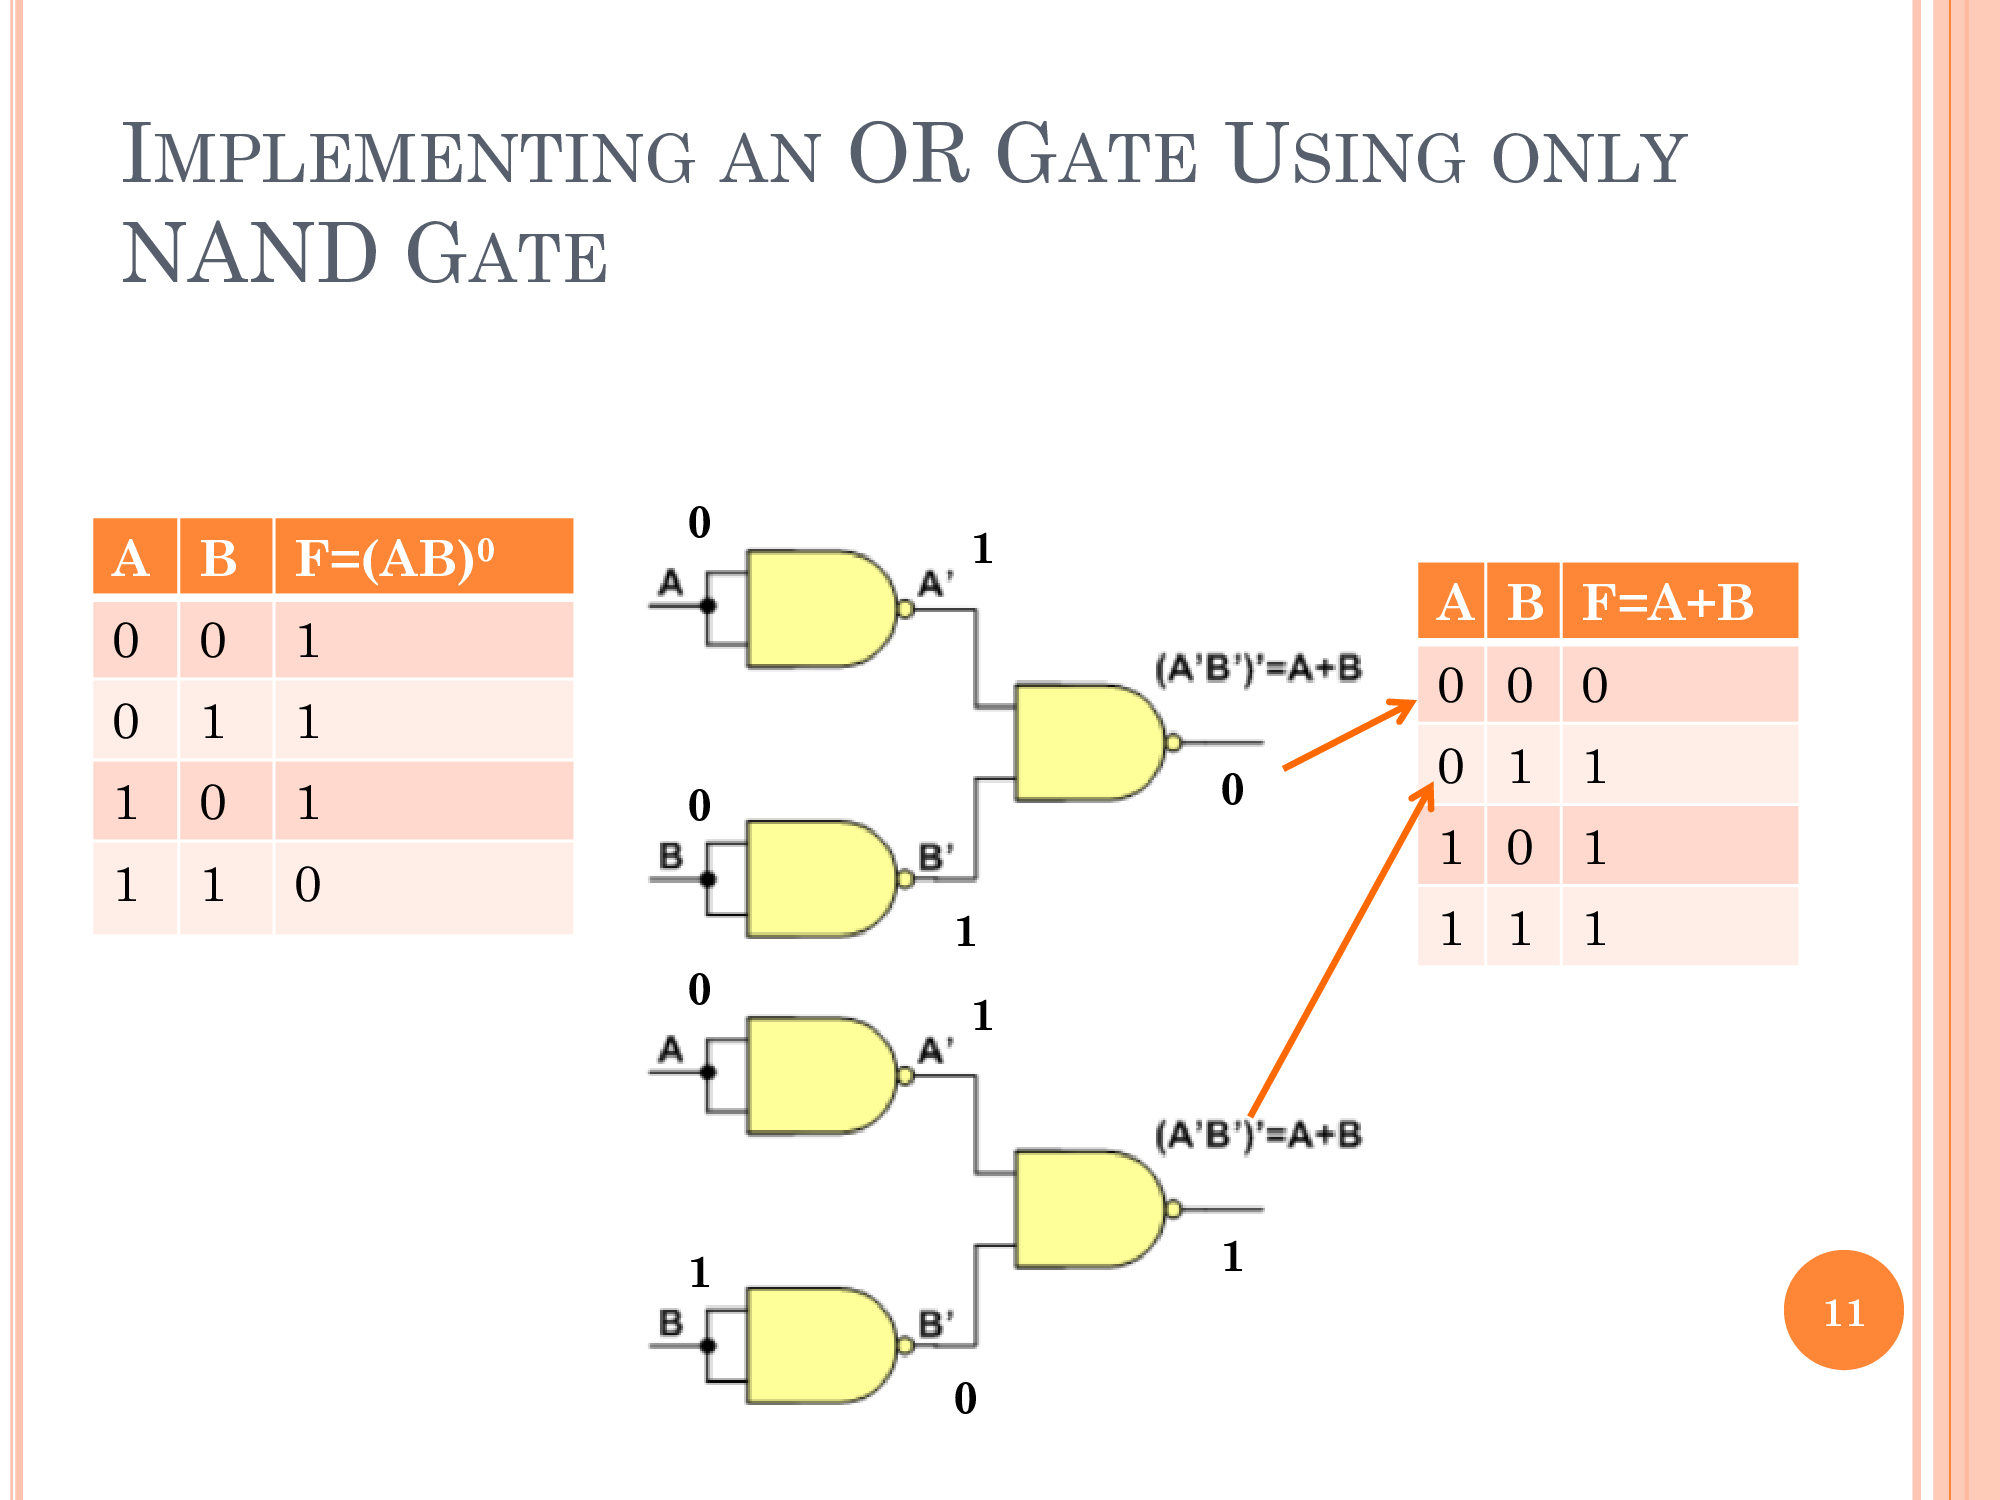 IMPLEMENTING AN OR GATE USING ONLY
NAND GATE
A B F=(AB)⁰
0 0 1
0 1 1
1 0 1
1 1 0
0
A
A'
1
0
B
B'
1
(A'B')'=A+B
0
0
A
A'
1
1
B
B'
0
(A'B')'=A+B
1
A B F=A+B
0 0 0
0 1 1
1 0 1
1 1 1
11